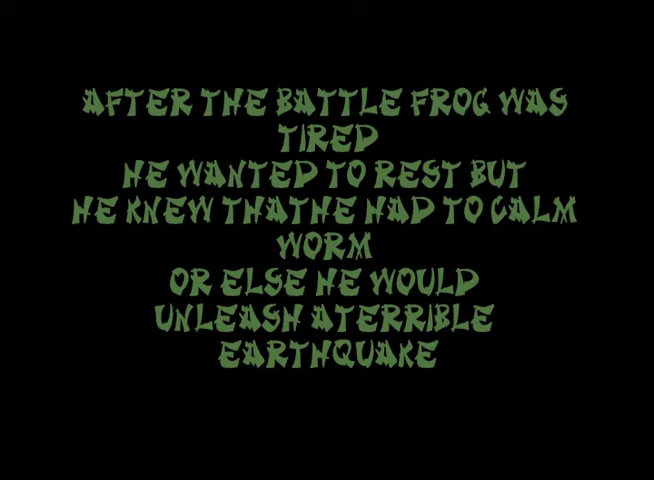 AFTER THE BATTLE FROG WAS
TIRED
HE WANTED TO REST BUT
HE KNEW THATHE HAD TO CALM
WORM
OR ELSE HE WOULD
UNLEASH ATERRIBLE
EARTHQUAKE